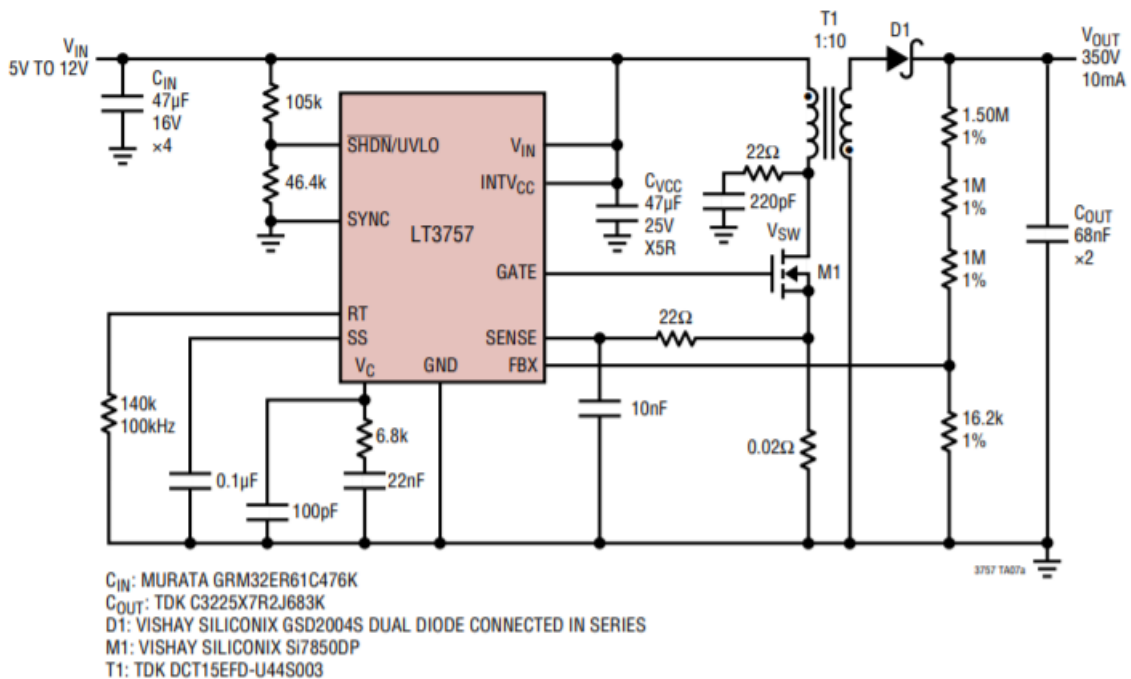 T1
1:10
D1
VIN
5V TO 12V
VOUT
350V
10mA
CIN
47µF
16V
×4
105k
46.4k
SHDN/UVLO
SYNC
LT3757
VIN
INTVCC
GATE
RT
SS
VC
GND
SENSE
FBX
CVCC
47µF
25V
X5R
22Ω
220pF
VSW
M1
1.50M
1%
1M
1%
1M
1%
COUT
68nF
×2
22Ω
10nF
0.02Ω
16.2k
1%
140k
100kHz
0.1µF
100pF
6.8k
22nF
3757 TA07a
CIN: MURATA GRM32ER61C476K
COUT: TDK C3225X7R2J683K
D1: VISHAY SILICONIX GSD2004S DUAL DIODE CONNECTED IN SERIES
M1: VISHAY SILICONIX Si7850DP
T1: TDK DCT15EFD-U44S003